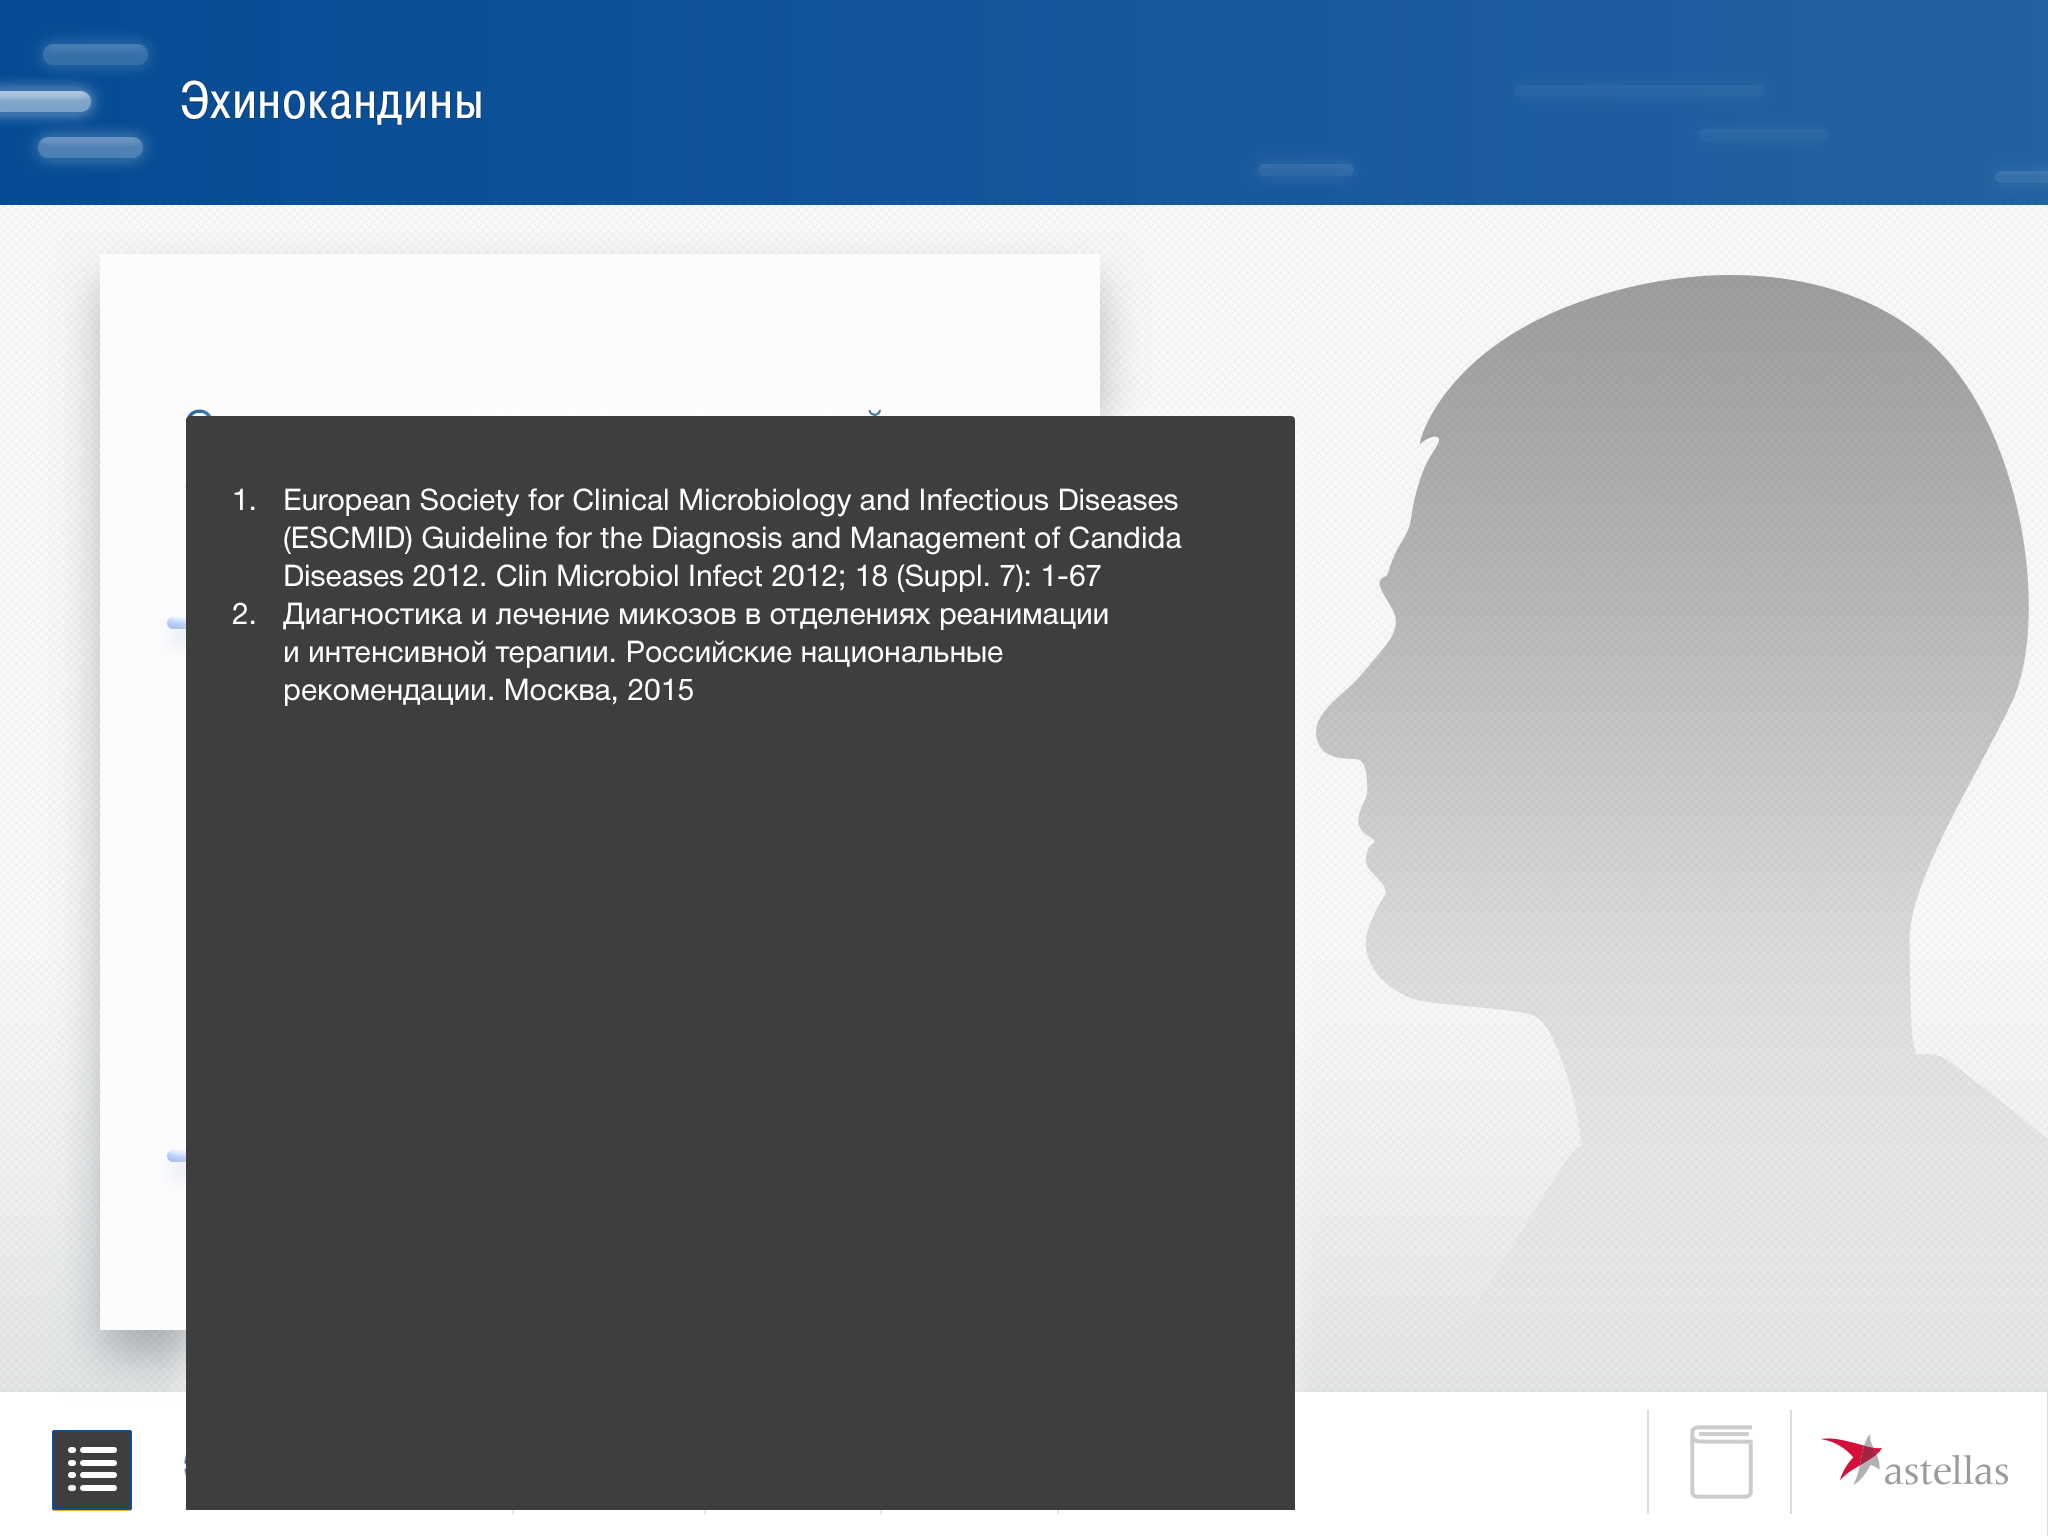 Эхинокандины
1. European Society for Clinical Microbiology and Infectious Diseases
(ESCMID) Guideline for the Diagnosis and Management of Candida
Diseases 2012. Clin Microbiol Infect 2012; 18 (Suppl. 7): 1-67
2. Диагностика и лечение микозов в отделениях реанимации
и интенсивной терапии. Российские национальные
рекомендации. Москва, 2015
astellas